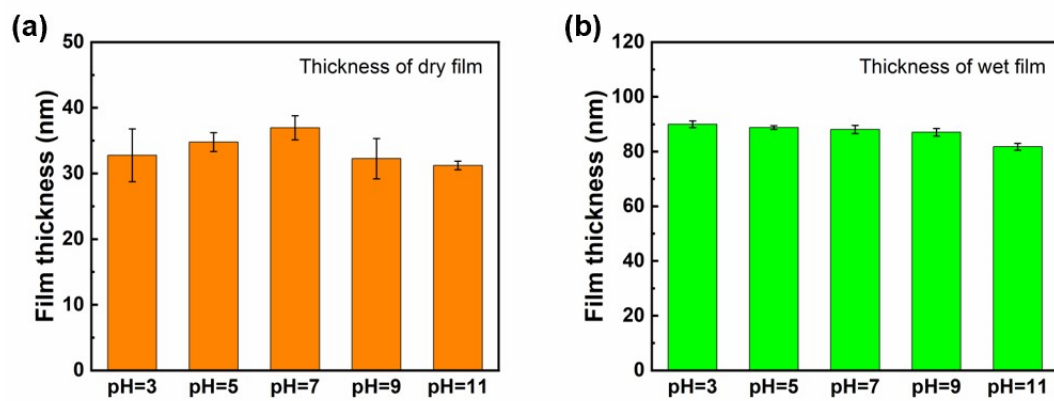 (a)
50
40
30
20
10
0
Film thickness (nm)
Thickness of dry film
pH=3 pH=5 pH=7 pH=9 pH=11
(b)
120
100
80
60
40
20
0
Film thickness (nm)
Thickness of wet film
pH=3 pH=5 pH=7 pH=9 pH=11